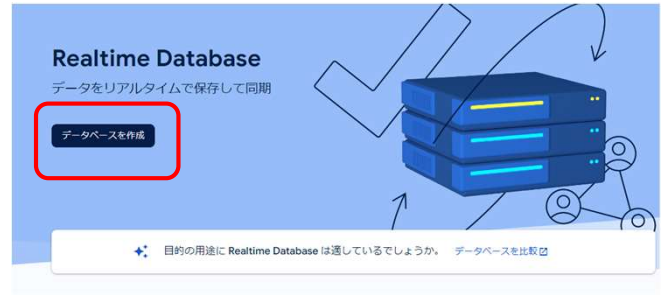 Realtime Database
データをリアルタイムで保存して同期
データベースを作成
目的の用途に Realtime Database は適しているでしょうか。 データベースを比較